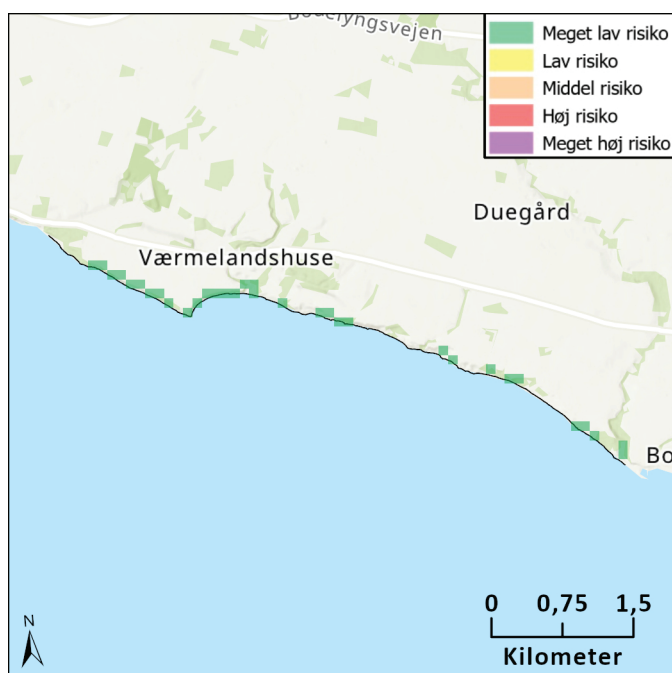 Meget lav risiko
Lav risiko
Middel risiko
Høj risiko
Meget høj risiko
Duegård
Værmelandshuse
Bo
N
0 0,75 1,5
Kilometer